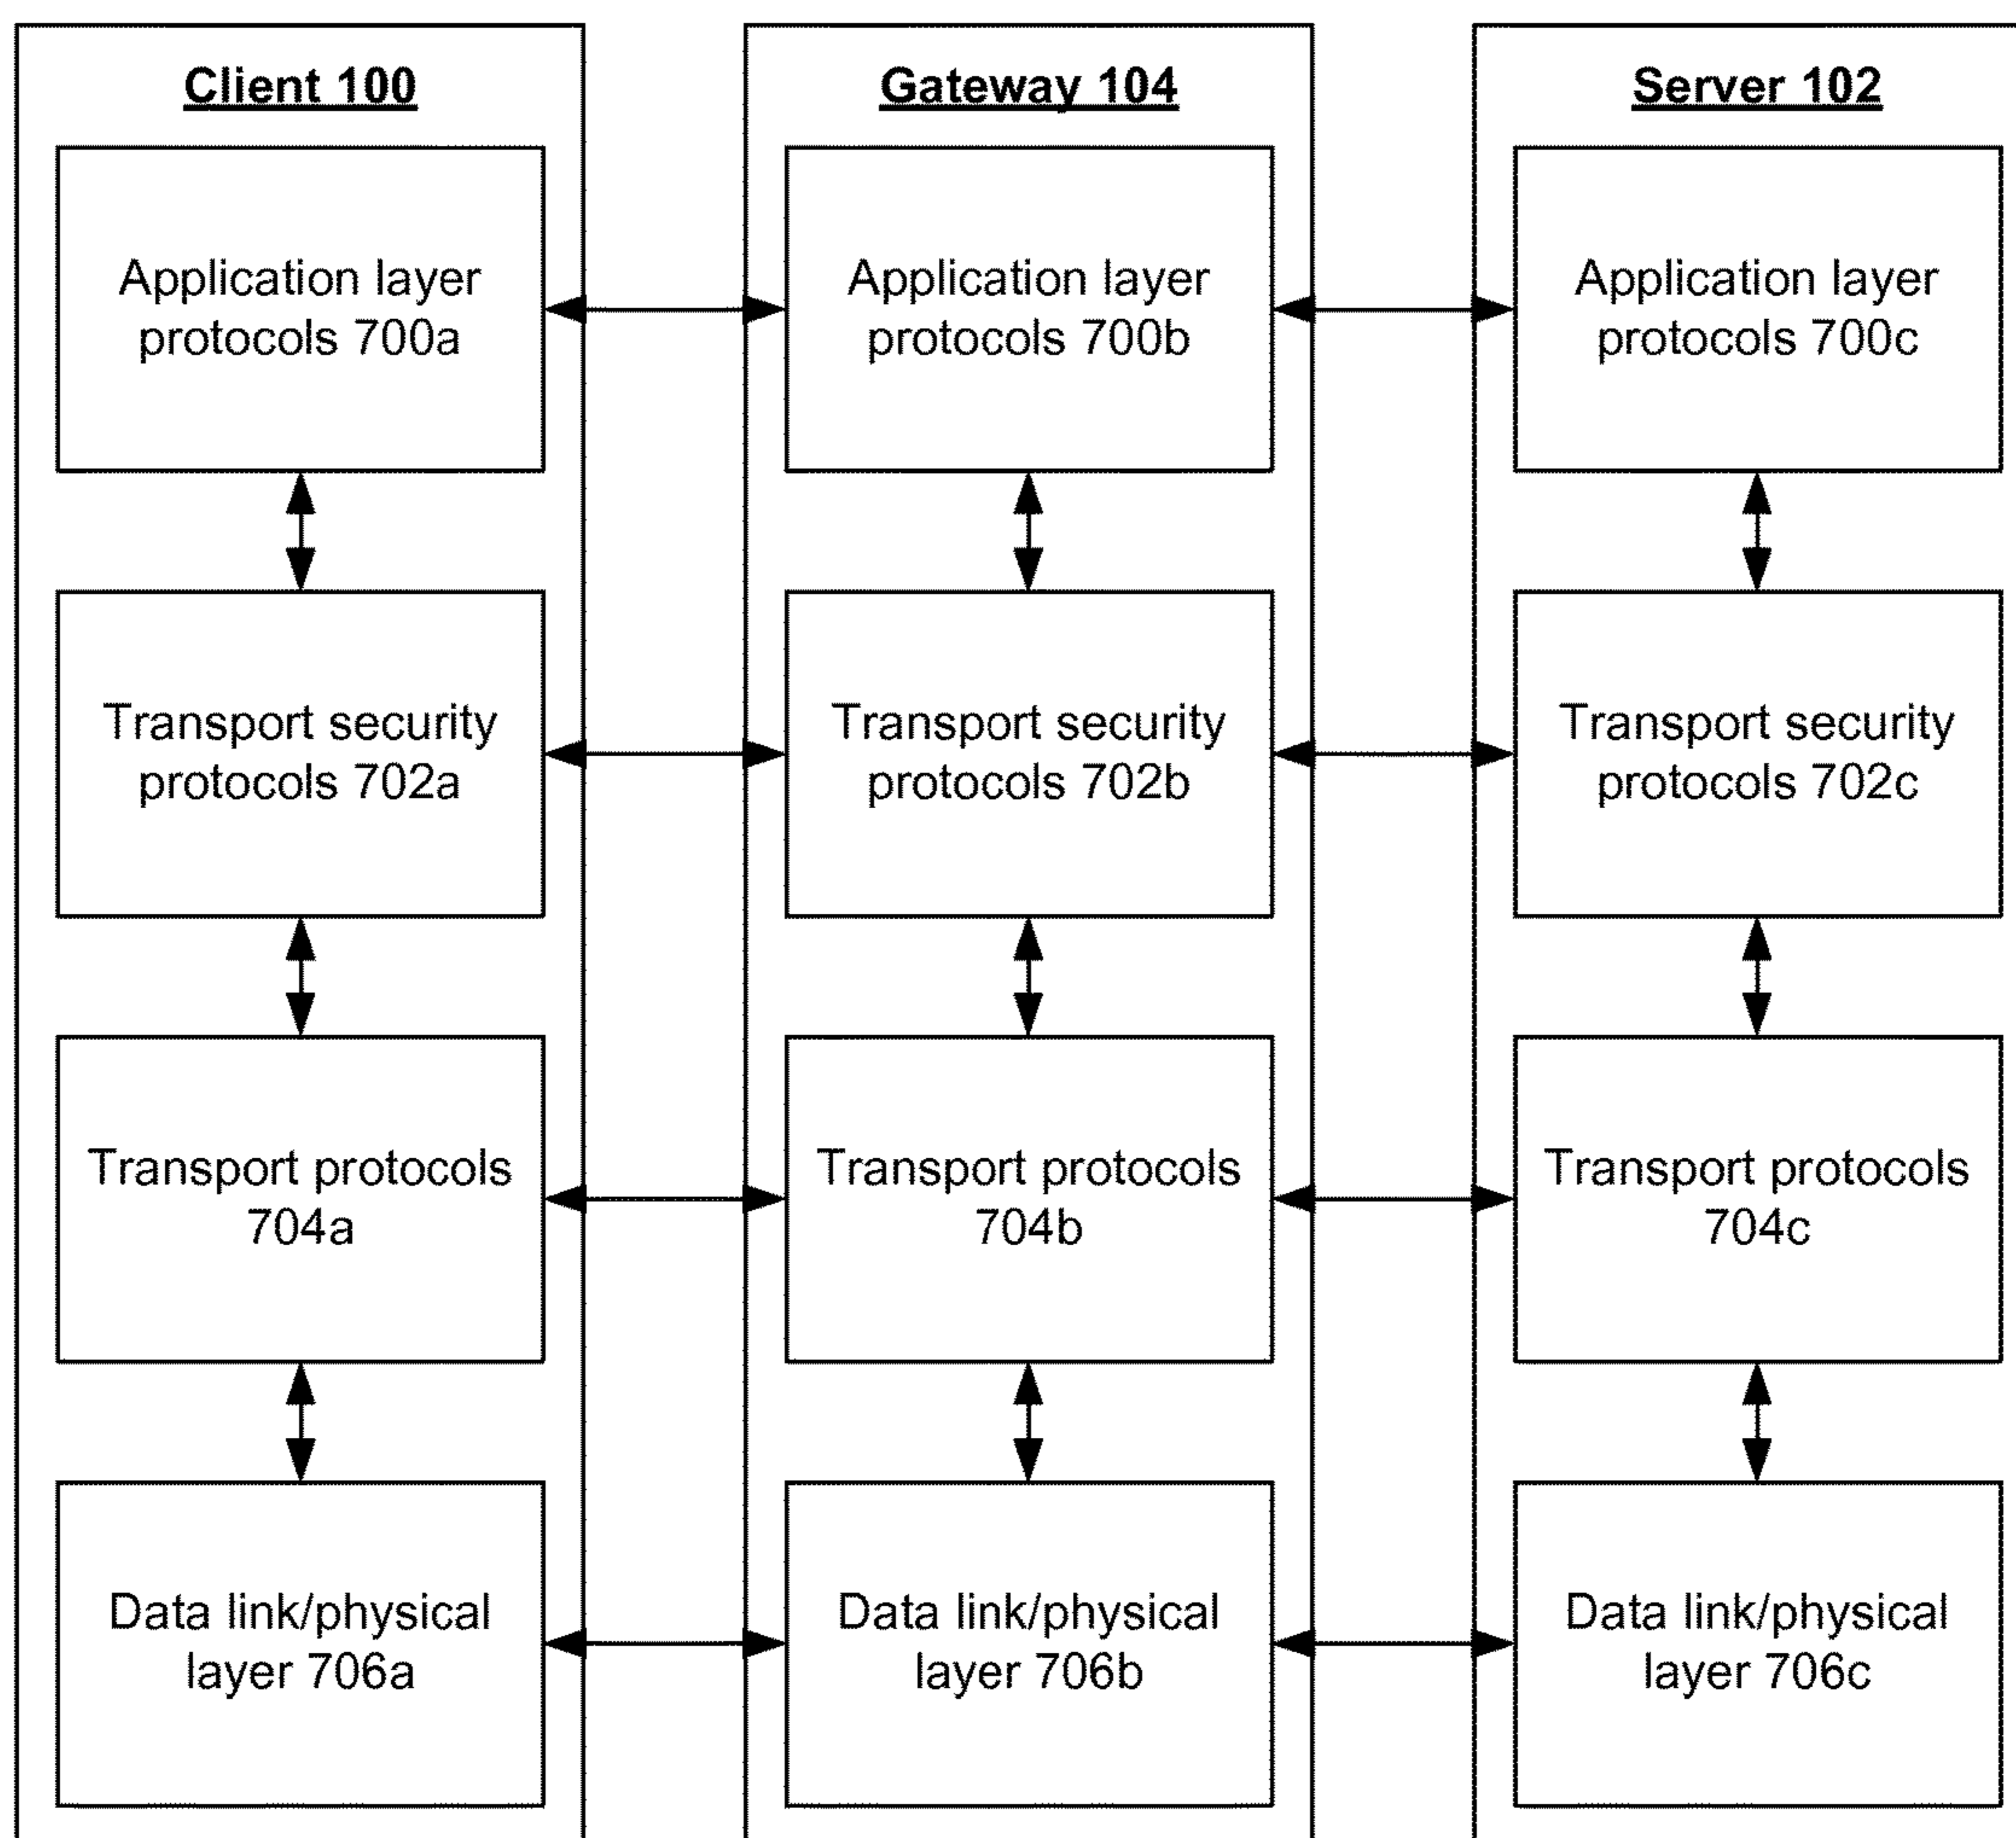 Client 100
Application layer
protocols 700a
Transport security
protocols 702a
Transport protocols
704a
Data link/physical
layer 706a
Gateway 104
Application layer
protocols 700b
Transport security
protocols 702b
Transport protocols
704b
Data link/physical
layer 706b
Server 102
Application layer
protocols 700c
Transport security
protocols 702c
Transport protocols
704c
Data link/physical
layer 706c